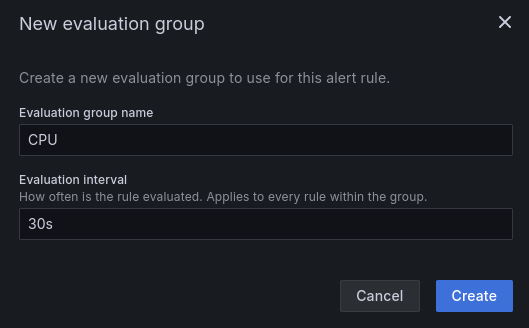 New evaluation group
Create a new evaluation group to use for this alert rule.
Evaluation group name
CPU
Evaluation interval
How often is the rule evaluated. Applies to every rule within the group.
30s
Cancel
Create